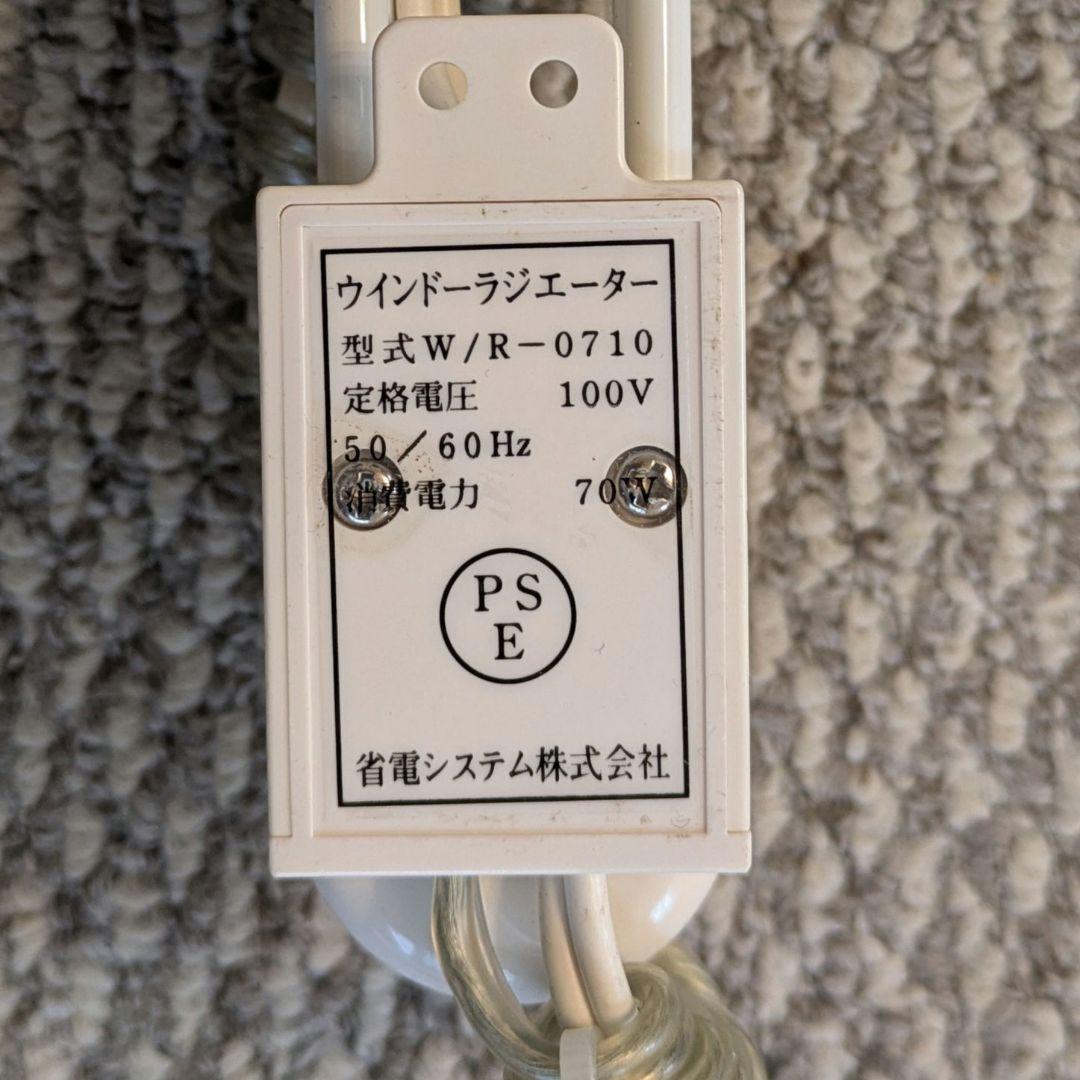 ウインドーラジエーター
型式W/R－0710
定格電圧 100V
50／60Hz
消費電力 70W
PS
E
省電システム株式会社